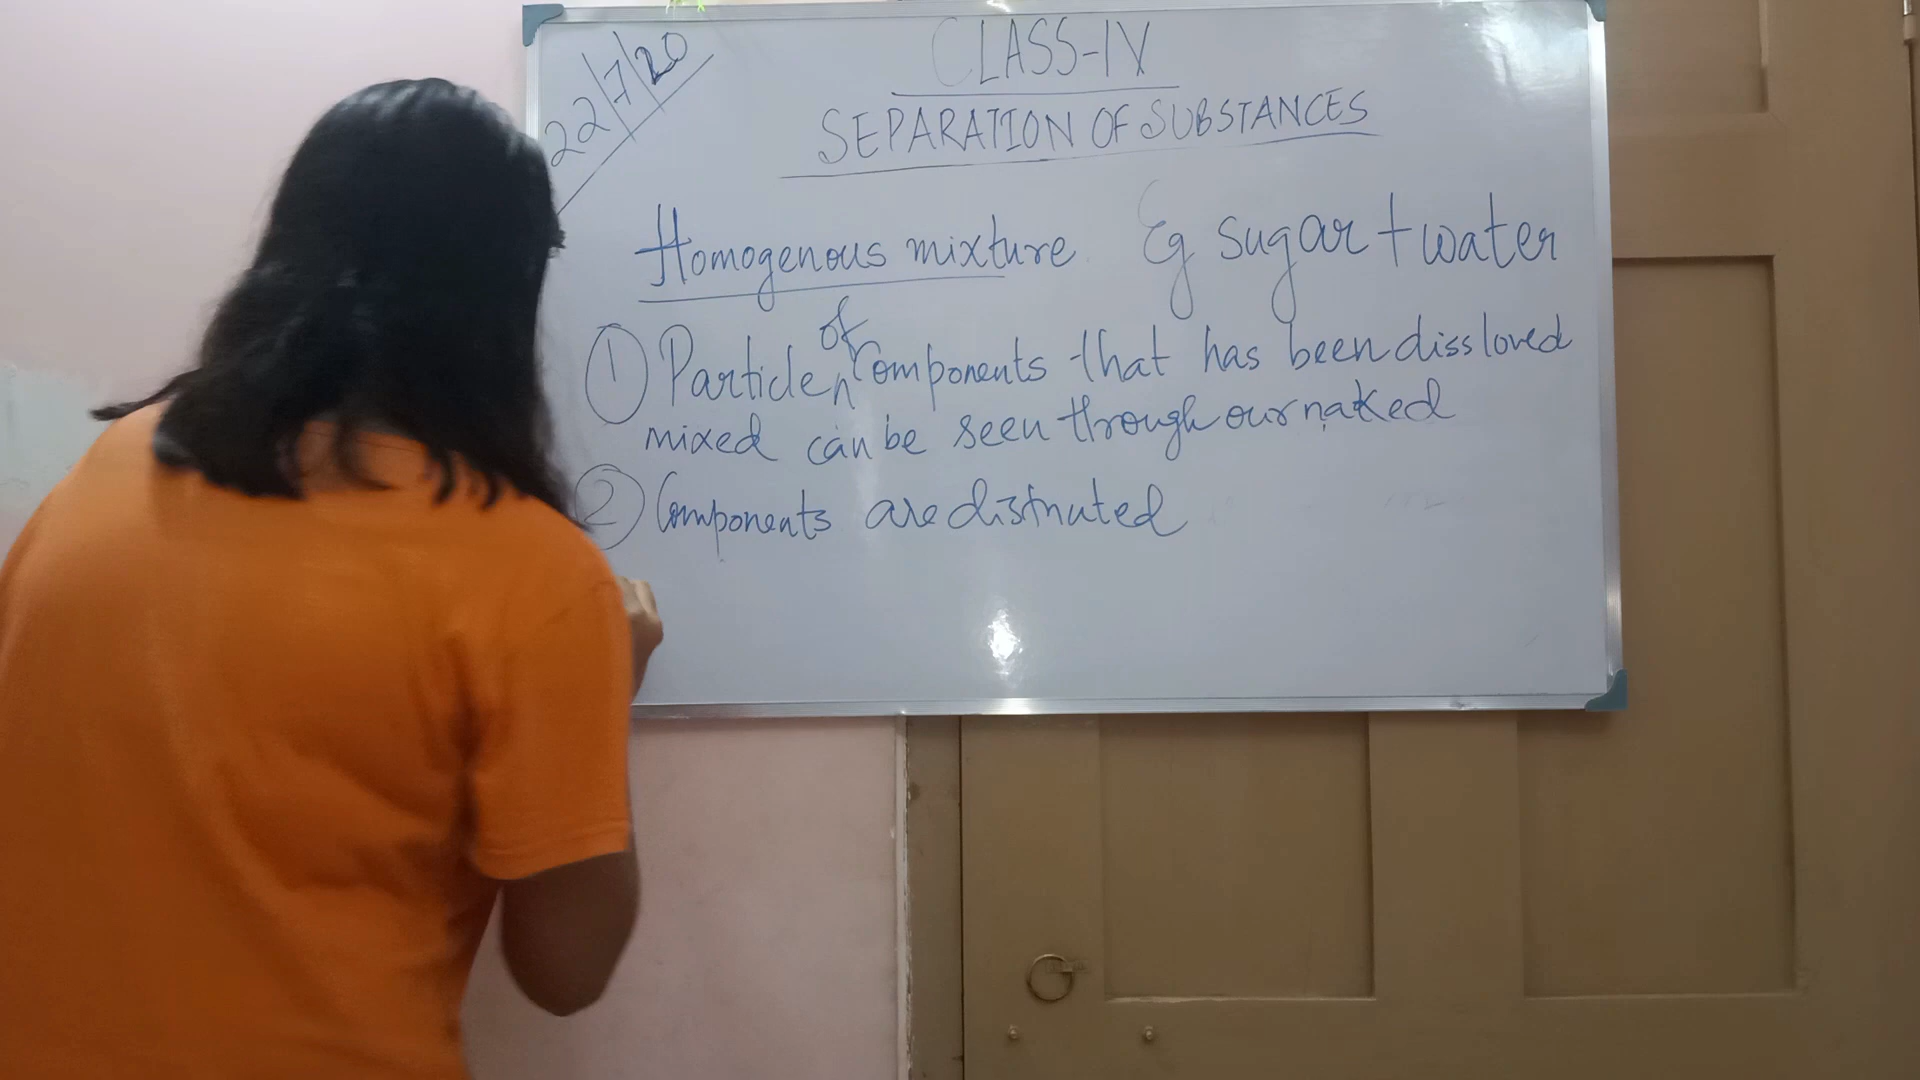 22/7/20
CLASS-IV
SEPARATION OF SUBSTANCES
Homogenous mixture Eg sugar + water
① Particle of components that has been dissloved
mixed can be seen through our naked
② Components are distnuted